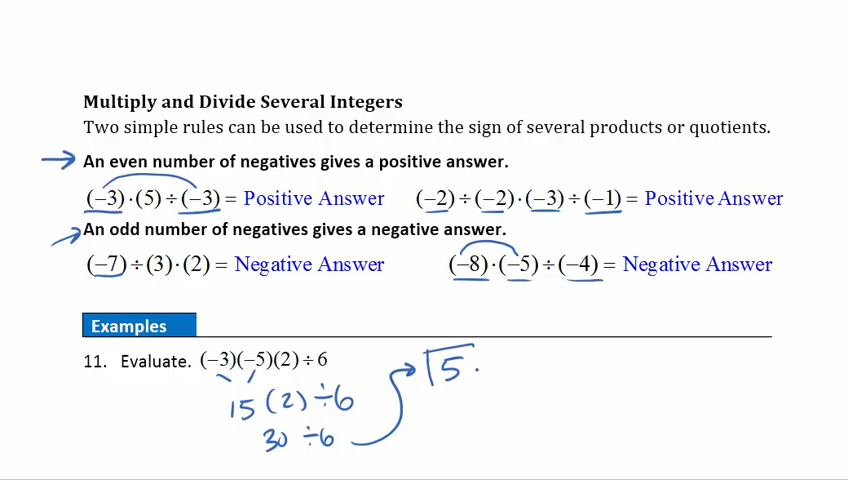 Multiply and Divide Several Integers
Two simple rules can be used to determine the sign of several products or quotients.
An even number of negatives gives a positive answer.
(−3)·(5)÷(−3) = Positive Answer (−2)÷(−2)·(−3)÷(−1) = Positive Answer
An odd number of negatives gives a negative answer.
(−7)÷(3)·(2) = Negative Answer (−8)·(−5)÷(−4) = Negative Answer
Examples
11. Evaluate. (−3)(−5)(2)÷6
15 (2) ÷6
30 ÷6
5.